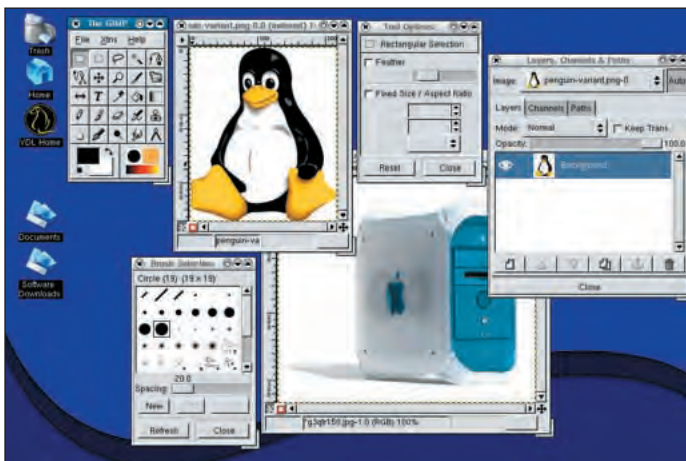 Trash
Home
YDL Home
Documents
Software
Downloads
The GIMP
File Xtns Help
penguin-va
Tool Options
Rectangular Selection
Feather
Fixed Size / Aspect Ratio
Reset Close
Layers, Channels & Paths
Image: penguin-variant.png-0 Auto
Layers Channels Paths
Mode: Normal Keep Trans.
Opacity: 100.0
Background
Close
Brush Selection
Circle (19) (19 x 19)
Spacing: 20.0
New
Refresh Close
(RGB) 100%